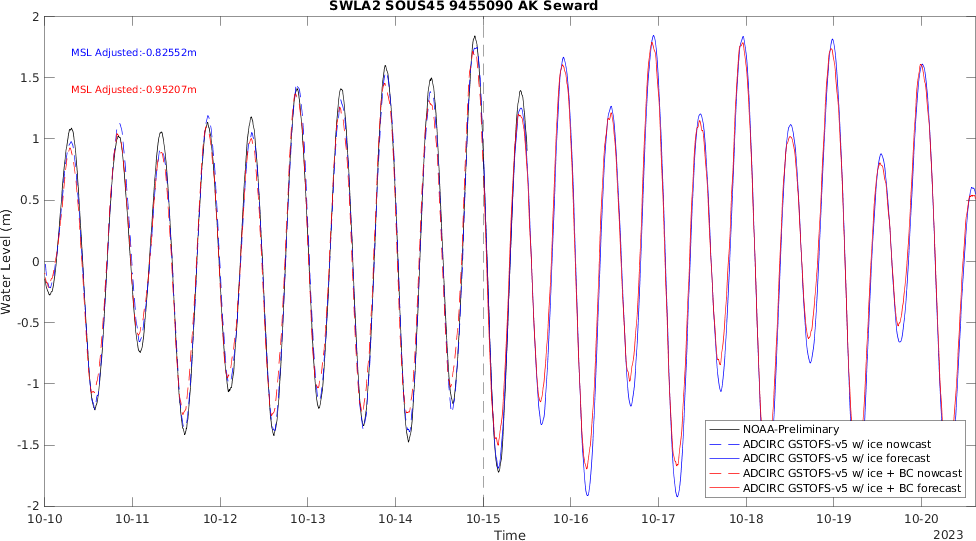 SWLA2 SOUS45 9455090 AK Seward
2
MSL Adjusted:-0.82552m
1.5
MSL Adjusted:-0.95207m
1
0.5
Water Level (m)
0
-0.5
-1
-1.5
-2
NOAA-Preliminary
ADCIRC GSTOFS-v5 w/ ice nowcast
ADCIRC GSTOFS-v5 w/ ice forecast
ADCIRC GSTOFS-v5 w/ ice + BC nowcast
ADCIRC GSTOFS-v5 w/ ice + BC forecast
10-10 10-11 10-12 10-13 10-14 10-15 10-16 10-17 10-18 10-19 10-20
Time
2023